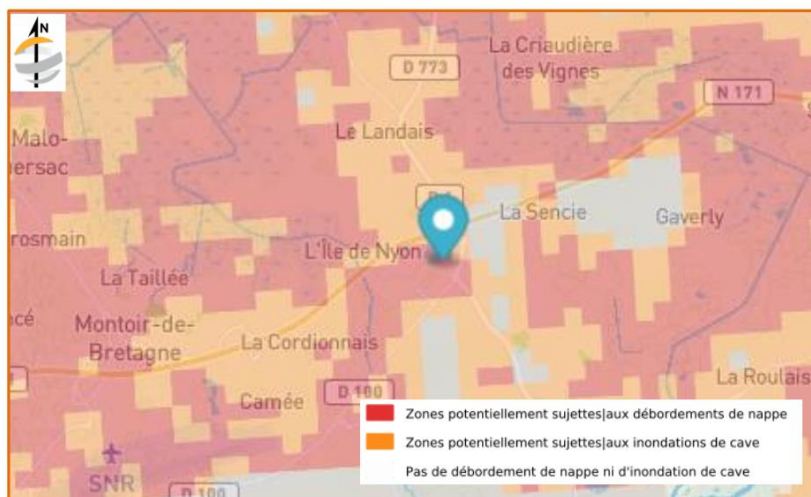 N
La Criaudière
des Vignes
D 773
N 171
Malo-
Le Landais
La Sencie
Gaverly
rosmain
L'Île de Nyon
La Taillée
Montoir-de-
Bretagne
La Cordionnais
La Roulais
D 100
Camée
Zones potentiellement sujettes|aux débordements de nappe
Zones potentiellement sujettes|aux inondations de cave
Pas de débordement de nappe ni d'inondation de cave
SNR
D 100